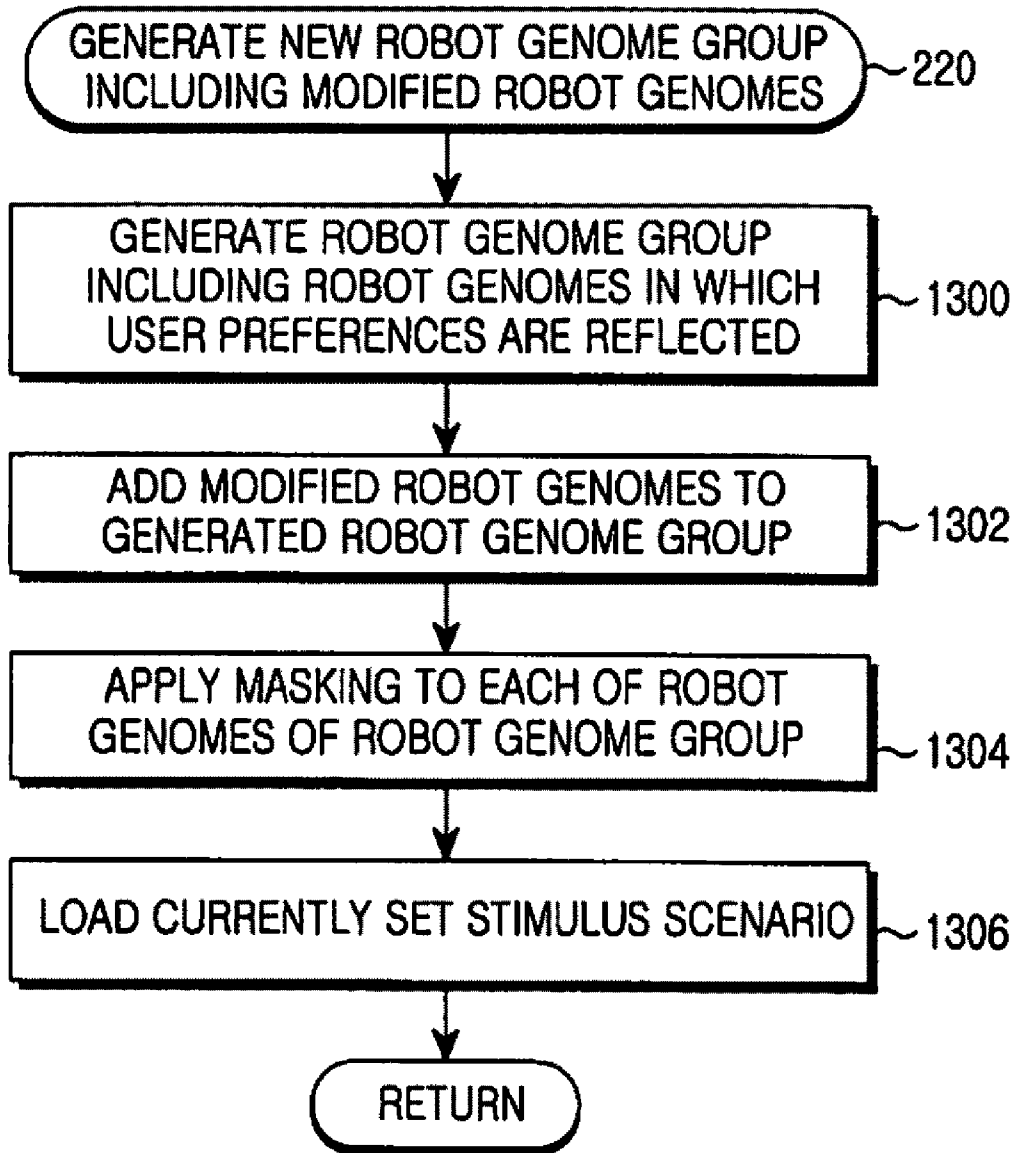 GENERATE NEW ROBOT GENOME GROUP
INCLUDING MODIFIED ROBOT GENOMES
220
GENERATE ROBOT GENOME GROUP
INCLUDING ROBOT GENOMES IN WHICH
USER PREFERENCES ARE REFLECTED
1300
ADD MODIFIED ROBOT GENOMES TO
GENERATED ROBOT GENOME GROUP
1302
APPLY MASKING TO EACH OF ROBOT
GENOMES OF ROBOT GENOME GROUP
1304
LOAD CURRENTLY SET STIMULUS SCENARIO
1306
RETURN